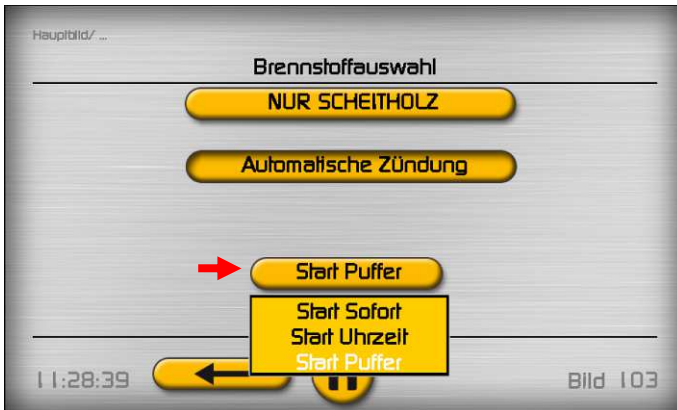 Hauptbild/ ...
Brennstoffauswahl
NUR SCHEITHOLZ
Automatische Zündung
Start Puffer
Start Sofort
Start Uhrzeit
Start Puffer
11:28:39
Bild 103